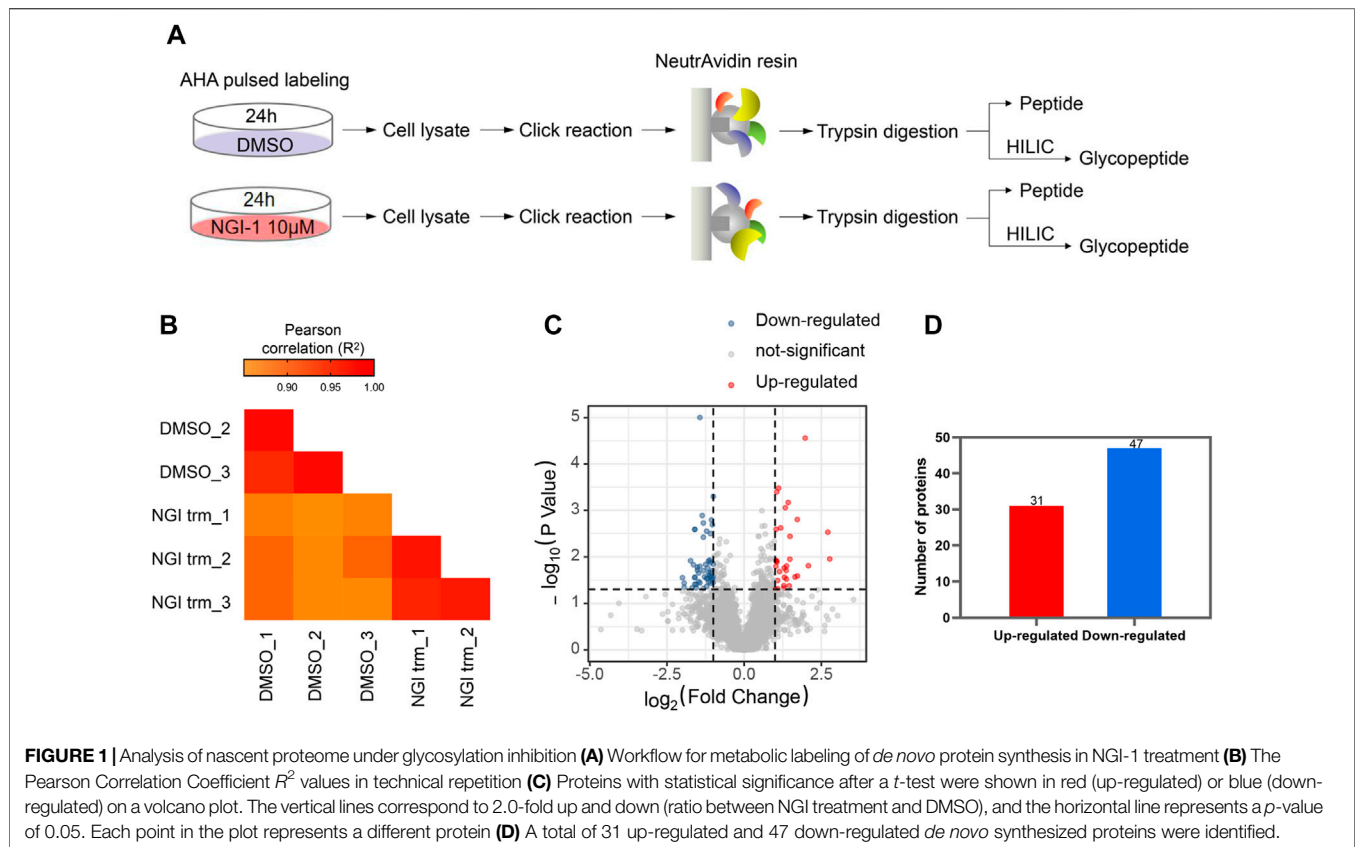 A
AHA pulsed labeling
NeutrAvidin resin
24h
DMSO
Cell lysate
Click reaction
Trypsin digestion
Peptide
HILIC
Glycopeptide
24h
NGI-1 10µM
Cell lysate
Click reaction
Trypsin digestion
Peptide
HILIC
Glycopeptide
B
Pearson
correlation (R²)
0.90 0.95 1.00
DMSO_2
DMSO_3
NGI trm_1
NGI trm_2
NGI trm_3
DMSO_1
DMSO_2
DMSO_3
NGI trm_1
NGI trm_2
C
Down-regulated
not-significant
Up-regulated
− log₁₀(P Value)
5
4
3
2
1
0
-5.0 -2.5 0.0 2.5
log₂(Fold Change)
D
Number of proteins
50
40
30
20
10
0
31
47
Up-regulated Down-regulated
FIGURE 1 | Analysis of nascent proteome under glycosylation inhibition (A) Workflow for metabolic labeling of de novo protein synthesis in NGI-1 treatment (B) The
Pearson Correlation Coefficient R² values in technical repetition (C) Proteins with statistical significance after a t-test were shown in red (up-regulated) or blue (down-
regulated) on a volcano plot. The vertical lines correspond to 2.0-fold up and down (ratio between NGI treatment and DMSO), and the horizontal line represents a p-value
of 0.05. Each point in the plot represents a different protein (D) A total of 31 up-regulated and 47 down-regulated de novo synthesized proteins were identified.